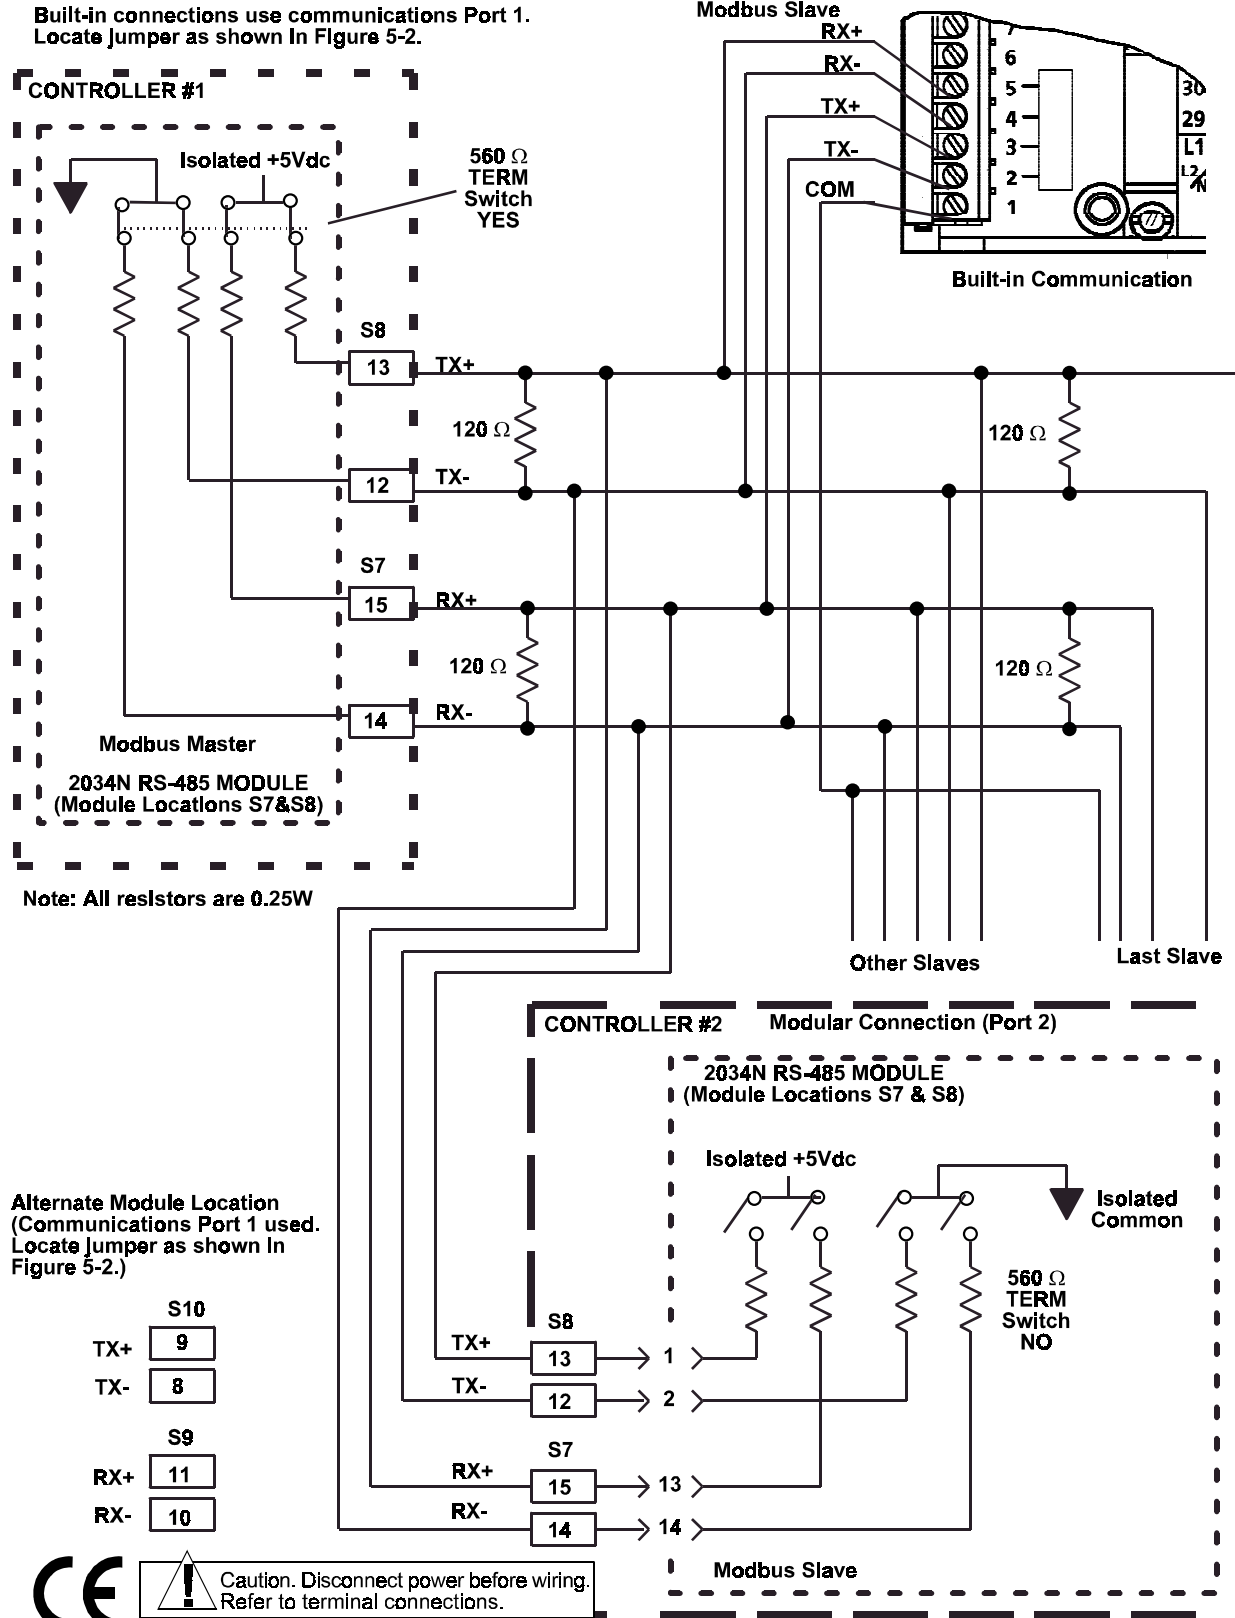 Built-in connections use communications Port 1.
Locate jumper as shown in Figure 5-2.
Modbus Slave
RX+
RX-
TX+
TX-
COM
7
6
5
4
3
2
1
30
29
L1
L2/
N
Built-in Communication
CONTROLLER #1
Isolated +5Vdc
560 Ω
TERM
Switch
YES
S8
13
TX+
120 Ω
120 Ω
12
TX-
S7
15
RX+
120 Ω
120 Ω
14
RX-
Modbus Master
2034N RS-485 MODULE
(Module Locations S7&S8)
Note: All resistors are 0.25W
Other Slaves
Last Slave
CONTROLLER #2
Modular Connection (Port 2)
2034N RS-485 MODULE
(Module Locations S7 & S8)
Isolated +5Vdc
Isolated
Common
560 Ω
TERM
Switch
NO
Alternate Module Location
(Communications Port 1 used.
Locate jumper as shown in
Figure 5-2.)
S10
TX+ 9
TX- 8
S9
RX+ 11
RX- 10
S8
TX+ 13 1
TX- 12 2
S7
RX+ 15 13
RX- 14 14
Modbus Slave
CE
!
Caution. Disconnect power before wiring.
Refer to terminal connections.